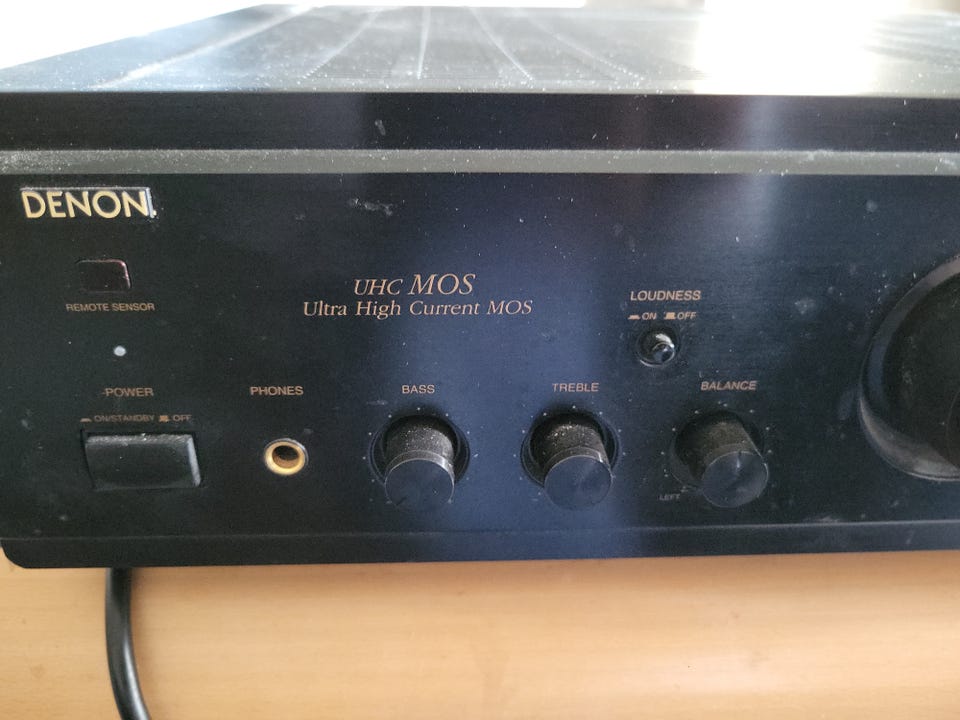 DENON
REMOTE SENSOR
UHC MOS
Ultra High Current MOS
LOUDNESS
ON OFF
POWER
ON/STANDBY OFF
PHONES
BASS
TREBLE
BALANCE
LEFT